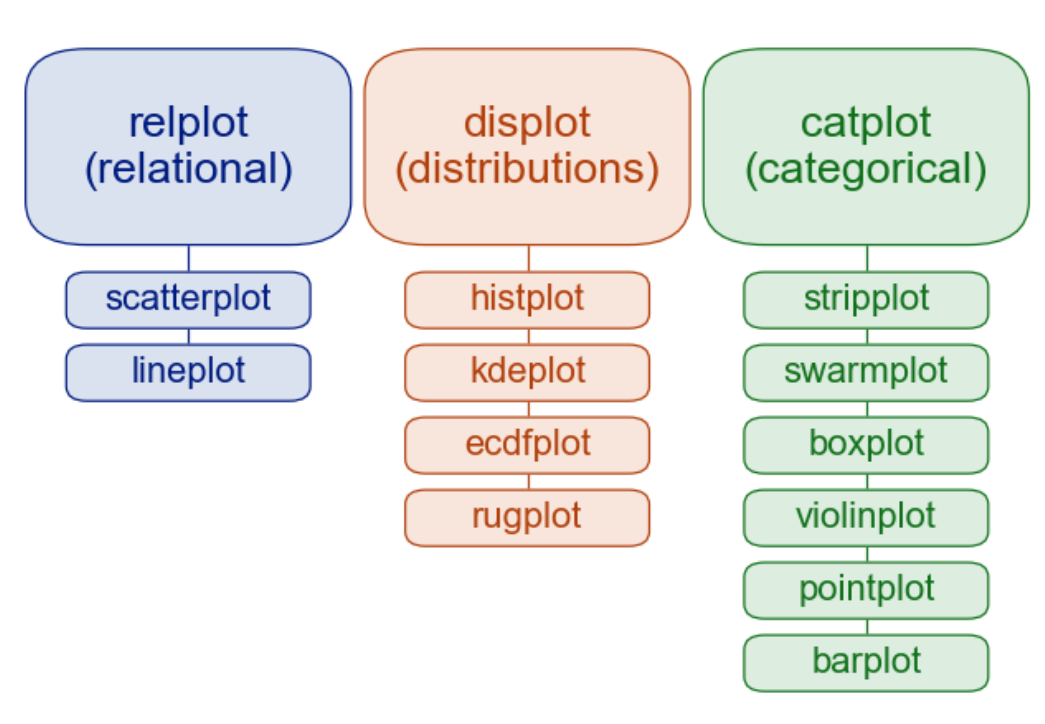 relplot
(relational)
scatterplot
lineplot
displot
(distributions)
histplot
kdeplot
ecdfplot
rugplot
catplot
(categorical)
stripplot
swarmplot
boxplot
violinplot
pointplot
barplot